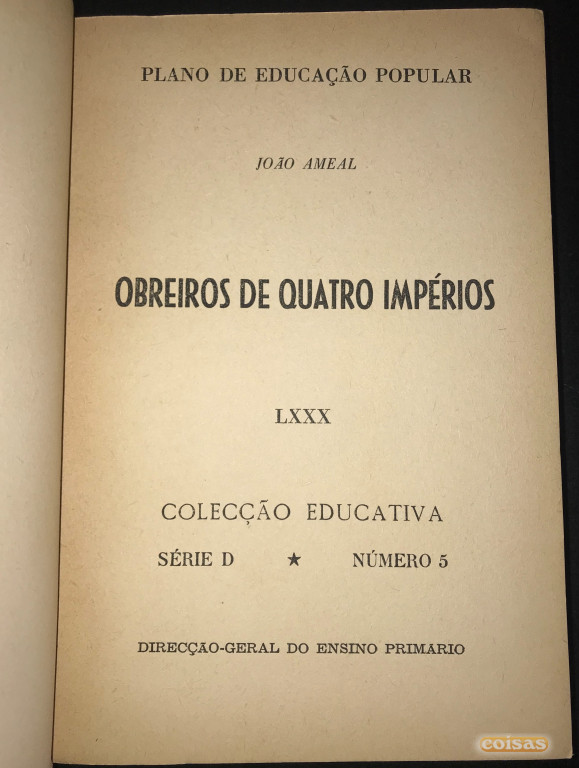 PLANO DE EDUCAÇÃO POPULAR
JOÃO AMEAL
OBREIROS DE QUATRO IMPÉRIOS
LXXX
COLECÇÃO EDUCATIVA
SÉRIE D ★ NÚMERO 5
DIRECÇÃO-GERAL DO ENSINO PRIMARIO
coisas